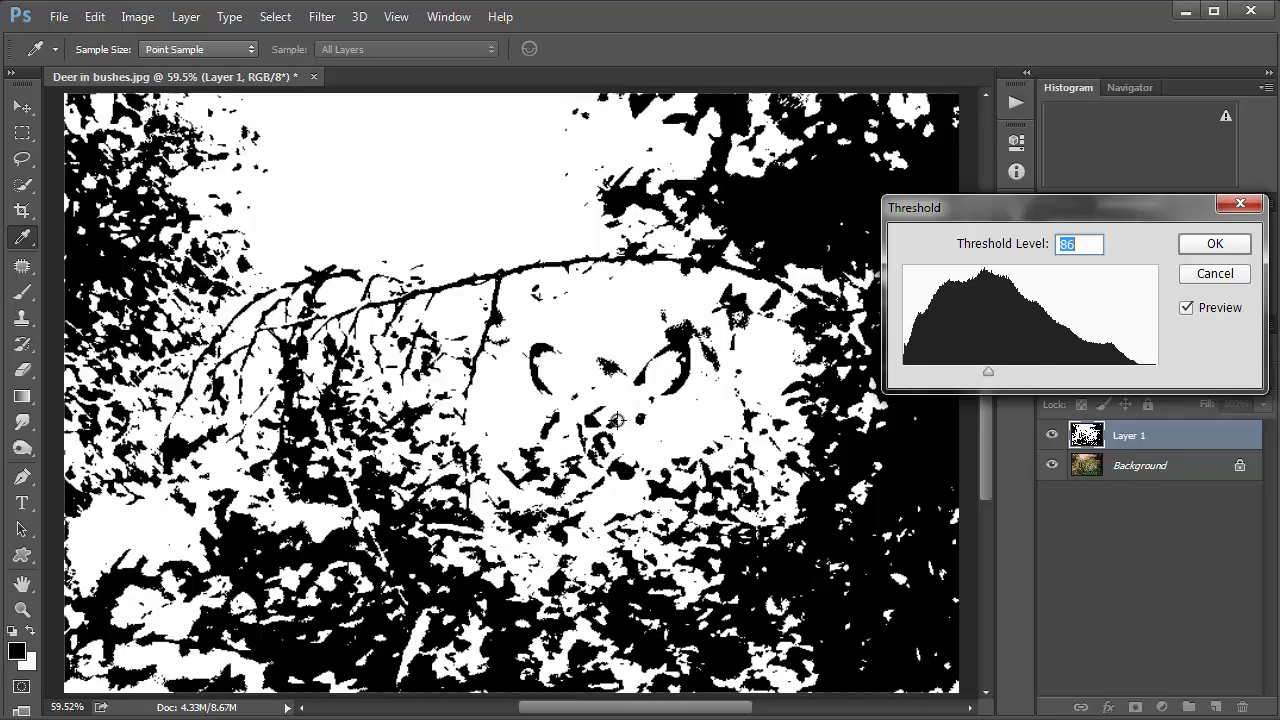 Ps File Edit Image Layer Type Select Filter 3D View Window Help
Sample Size: Point Sample Sample: All Layers
Deer in bushes.jpg @ 59.5% (Layer 1, RGB/8*) * ×
Histogram Navigator
Threshold
Threshold Level: 86 OK
Cancel
Preview
Lock: Fill: 100%
Layer 1
Background
T
59.52% Doc: 4.33M/8.67M
fx